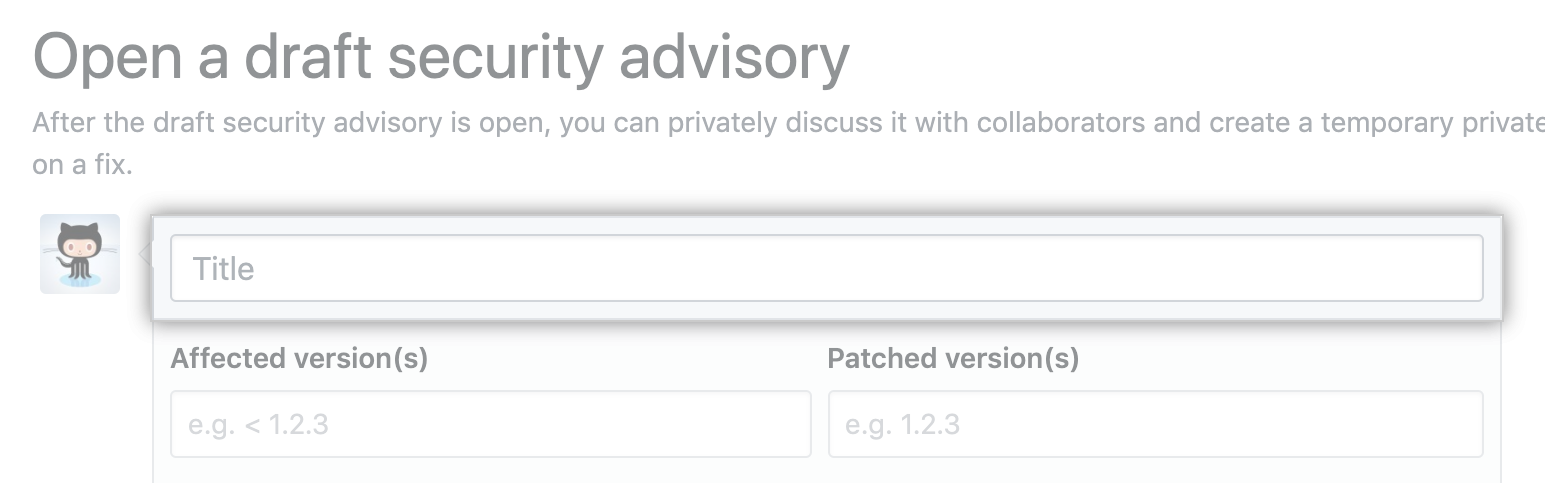 Open a draft security advisory
After the draft security advisory is open, you can privately discuss it with collaborators and create a temporary private
on a fix.
Title
Affected version(s)
Patched version(s)
e.g. < 1.2.3
e.g. 1.2.3